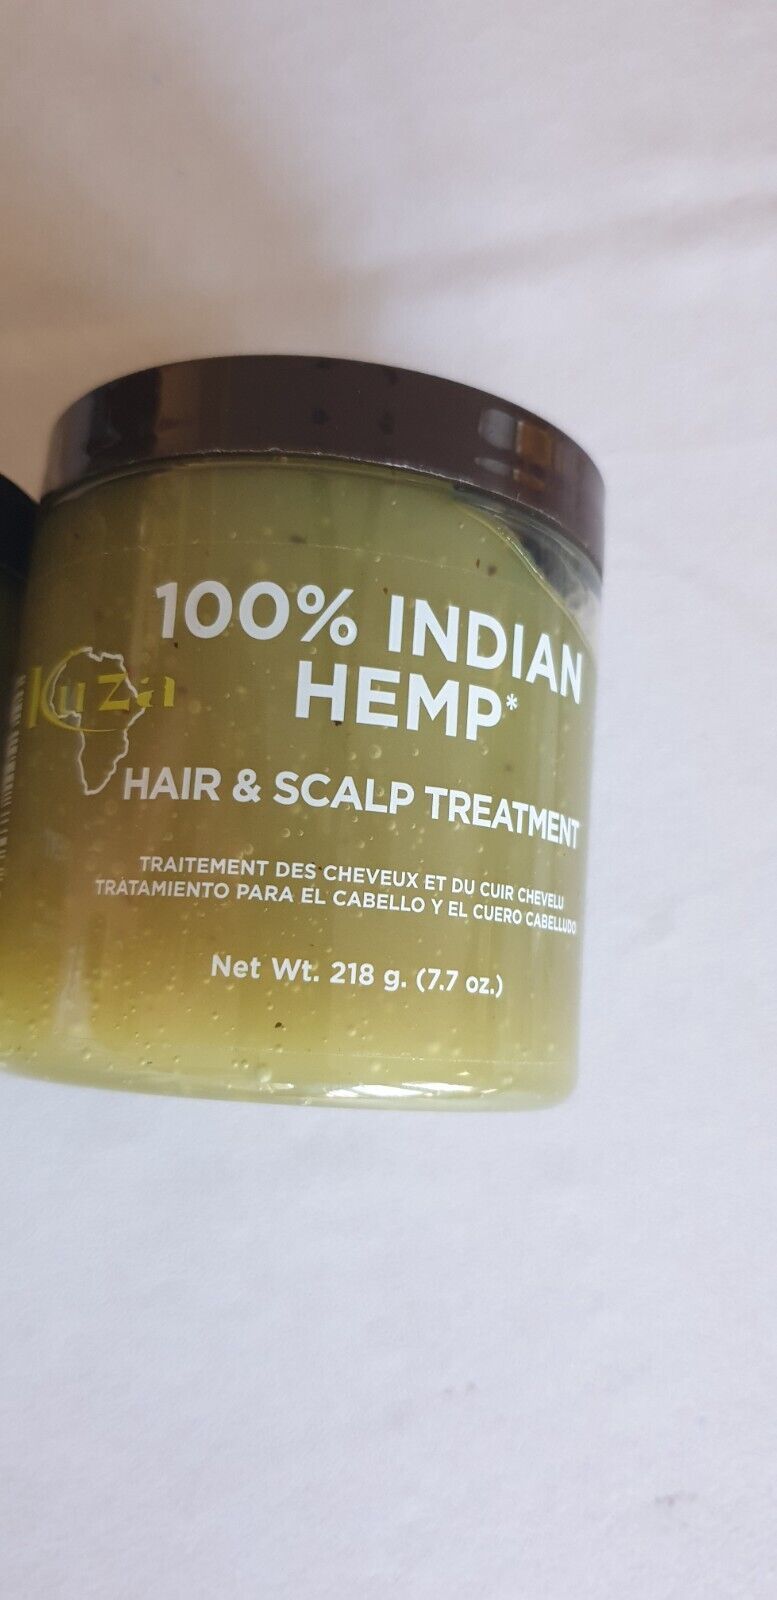 100% INDIAN
HEMP*
Kuza
HAIR & SCALP TREATMENT
TRAITEMENT DES CHEVEUX ET DU CUIR CHEVELU
TRATAMIENTO PARA EL CABELLO Y EL CUERO CABELLUDO
Net Wt. 218 g. (7.7 oz.)